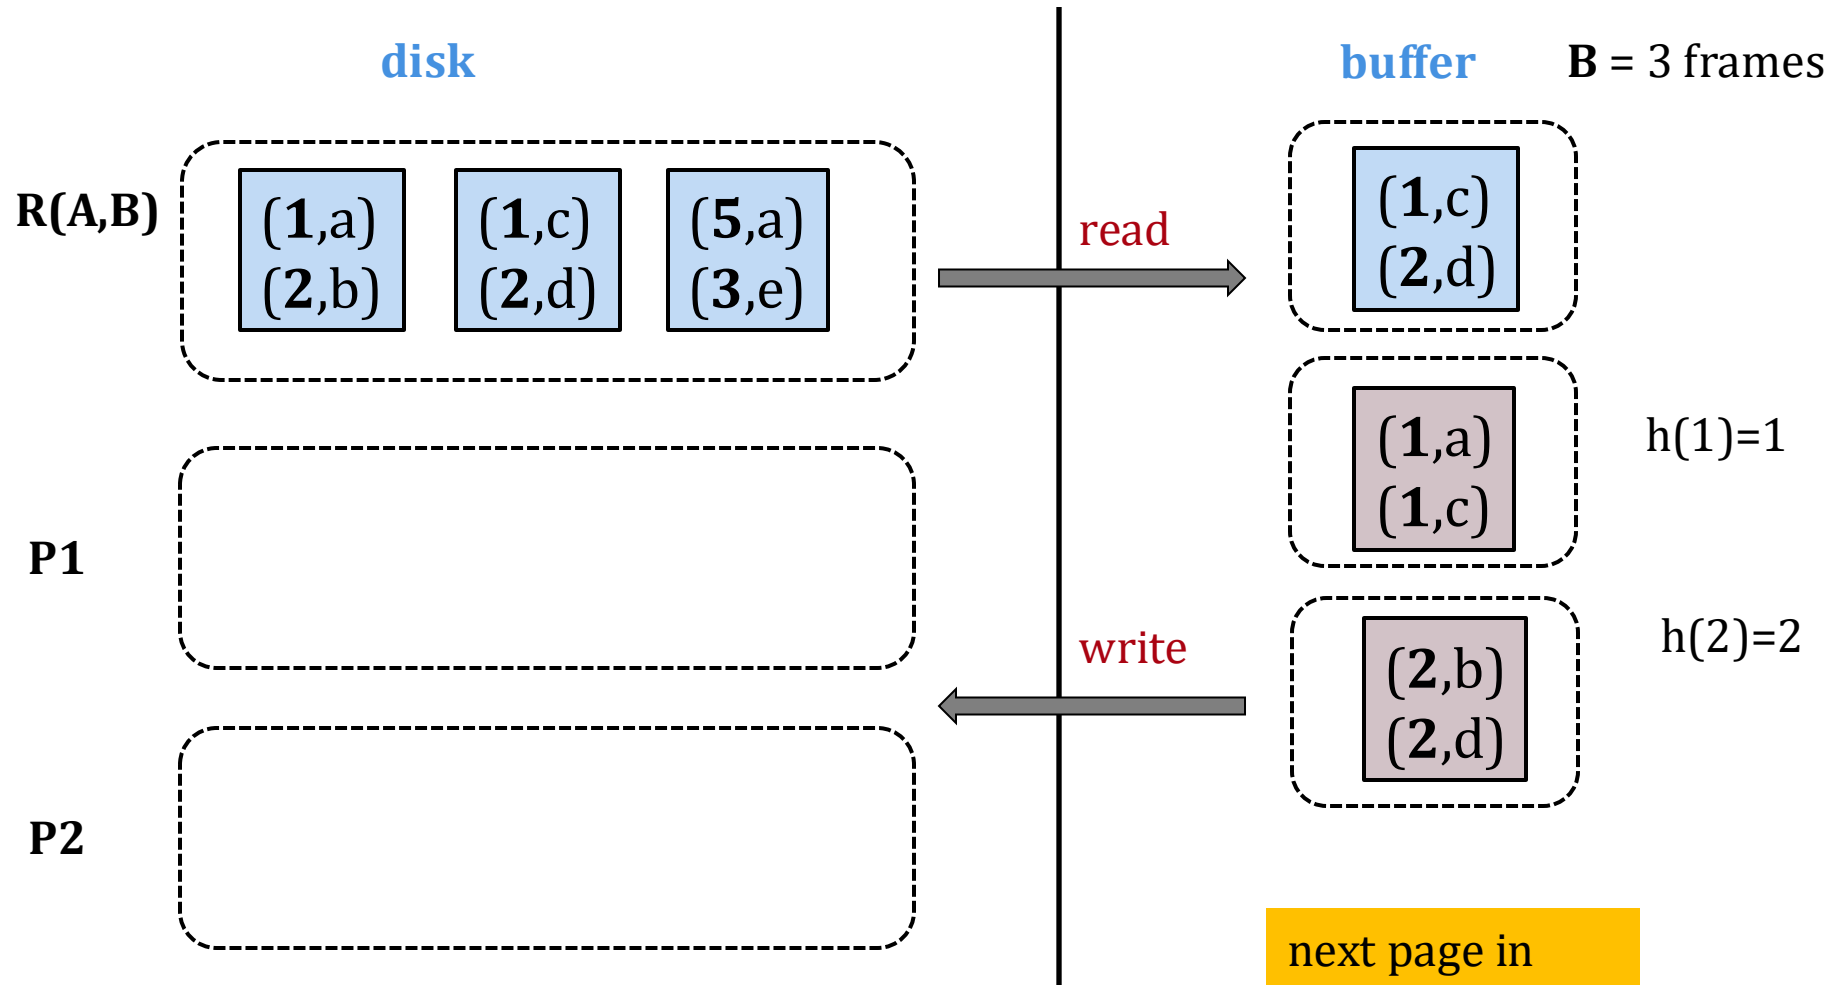 disk
buffer
B = 3 frames
R(A,B)
(1,a)
(2,b)
(1,c)
(2,d)
(5,a)
(3,e)
read
(1,c)
(2,d)
(1,a)
(1,c)
h(1)=1
P1
write
(2,b)
(2,d)
h(2)=2
P2
next page in